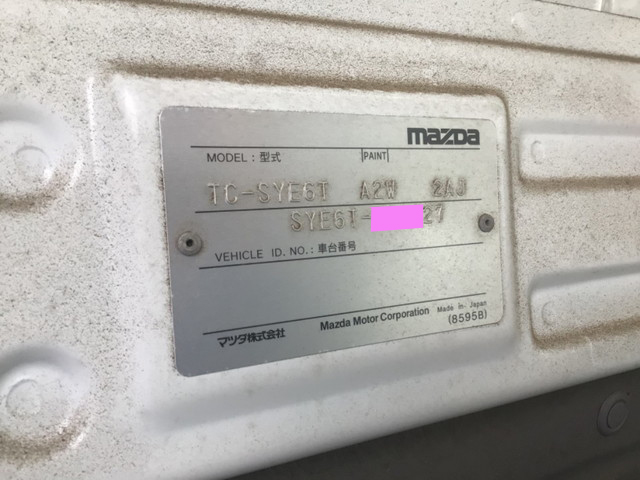 mazda
MODEL：型式 PAINT
TC-SYE6T A2W 2AJ
SYE6T- 27
VEHICLE ID. NO.：車台番号
マツダ株式会社 Mazda Motor Corporation Made in Japan
(8595B)